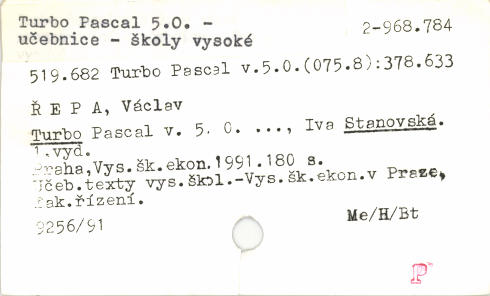 Turbo Pascal 5.O. - 2-968.784
učebnice - školy vysoké
519.682 Turbo Pascal v.5.0.(075.8):378.633
Ř E P A, Václav
Turbo Pascal v. 5. 0. ..., Iva Stanovská.
1.vyd.
Praha,Vys.šk.ekon.1991.180 s.
Učeb.texty vys.škol.-Vys.šk.ekon.v Praze,
fak.řízení.
9256/91 Me/H/Bt
P